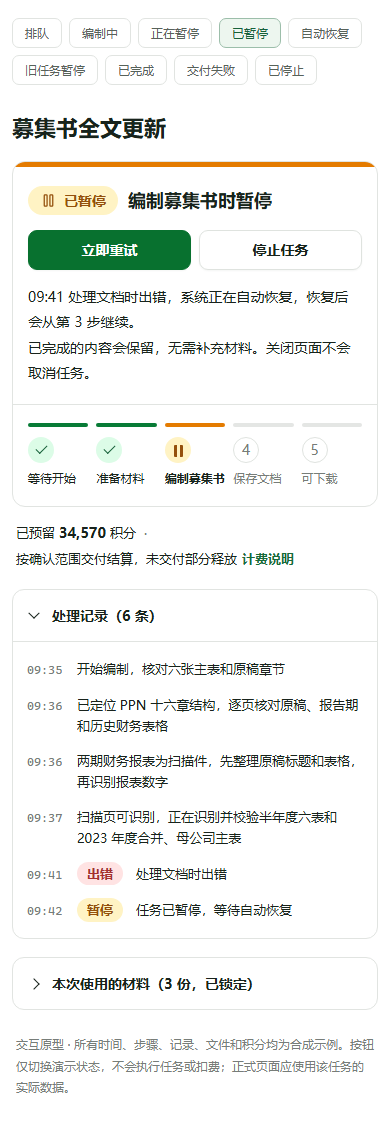 排队
编制中
正在暂停
已暂停
自动恢复
旧任务暂停
已完成
交付失败
已停止
募集书全文更新
已暂停
编制募集书时暂停
立即重试
停止任务
09:41 处理文档时出错，系统正在自动恢复，恢复后
会从第 3 步继续。
已完成的内容会保留，无需补充材料。关闭页面不会
取消任务。
4
5
等待开始
准备材料
编制募集书
保存文档
可下载
已预留 34,570 积分 ·
按确认范围交付结算，未交付部分释放 计费说明
处理记录（6 条）
09:35 开始编制，核对六张主表和原稿章节
09:36 已定位 PPN 十六章结构，逐页核对原稿、报告期
和历史财务表格
09:36 两期财务报表为扫描件，先整理原稿标题和表格，
再识别报表数字
09:37 扫描页可识别，正在识别并校验半年度六表和
2023 年度合并、母公司主表
09:41 出错 处理文档时出错
09:42 暂停 任务已暂停，等待自动恢复
本次使用的材料（3 份，已锁定）
交互原型 · 所有时间、步骤、记录、文件和积分均为合成示例。按钮
仅切换演示状态，不会执行任务或扣费；正式页面应使用该任务的
实际数据。